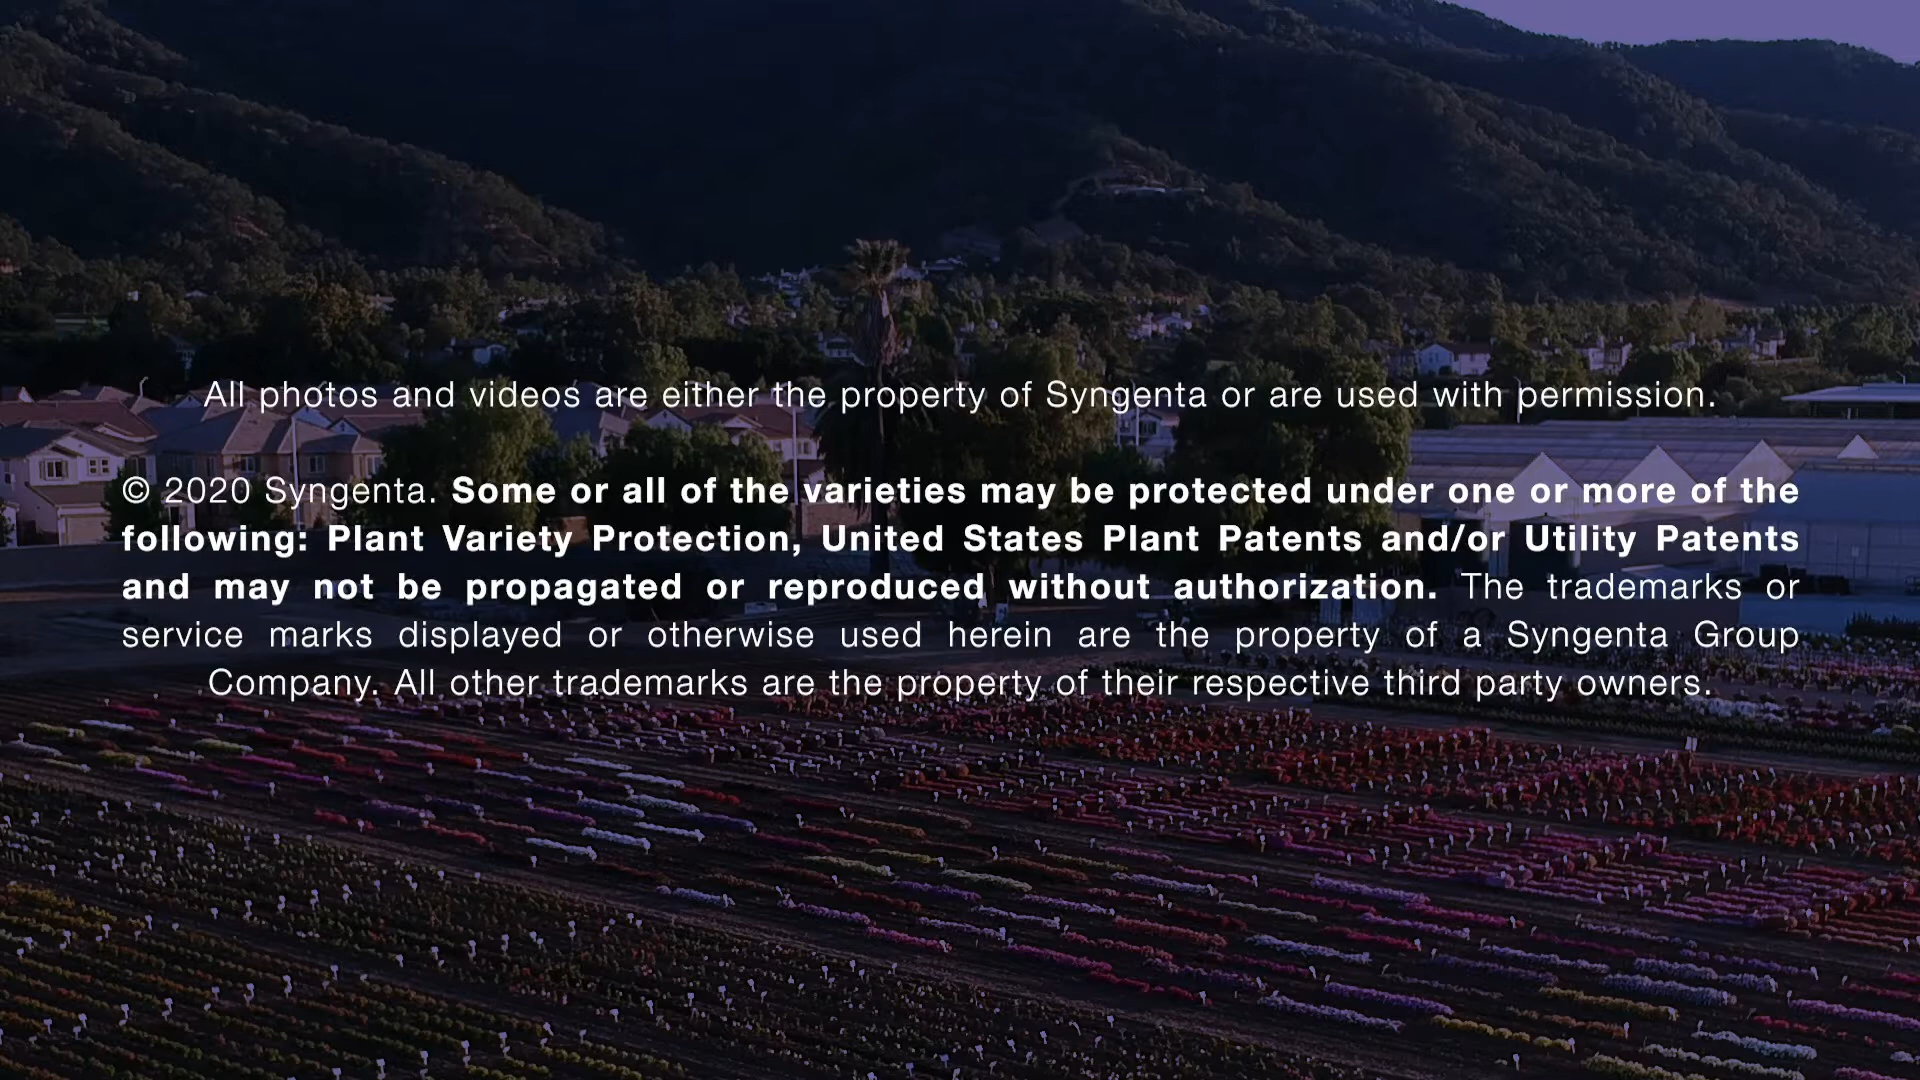 All photos and videos are either the property of Syngenta or are used with permission.
© 2020 Syngenta. Some or all of the varieties may be protected under one or more of the
following: Plant Variety Protection, United States Plant Patents and/or Utility Patents
and may not be propagated or reproduced without authorization. The trademarks or
service marks displayed or otherwise used herein are the property of a Syngenta Group
Company. All other trademarks are the property of their respective third party owners.